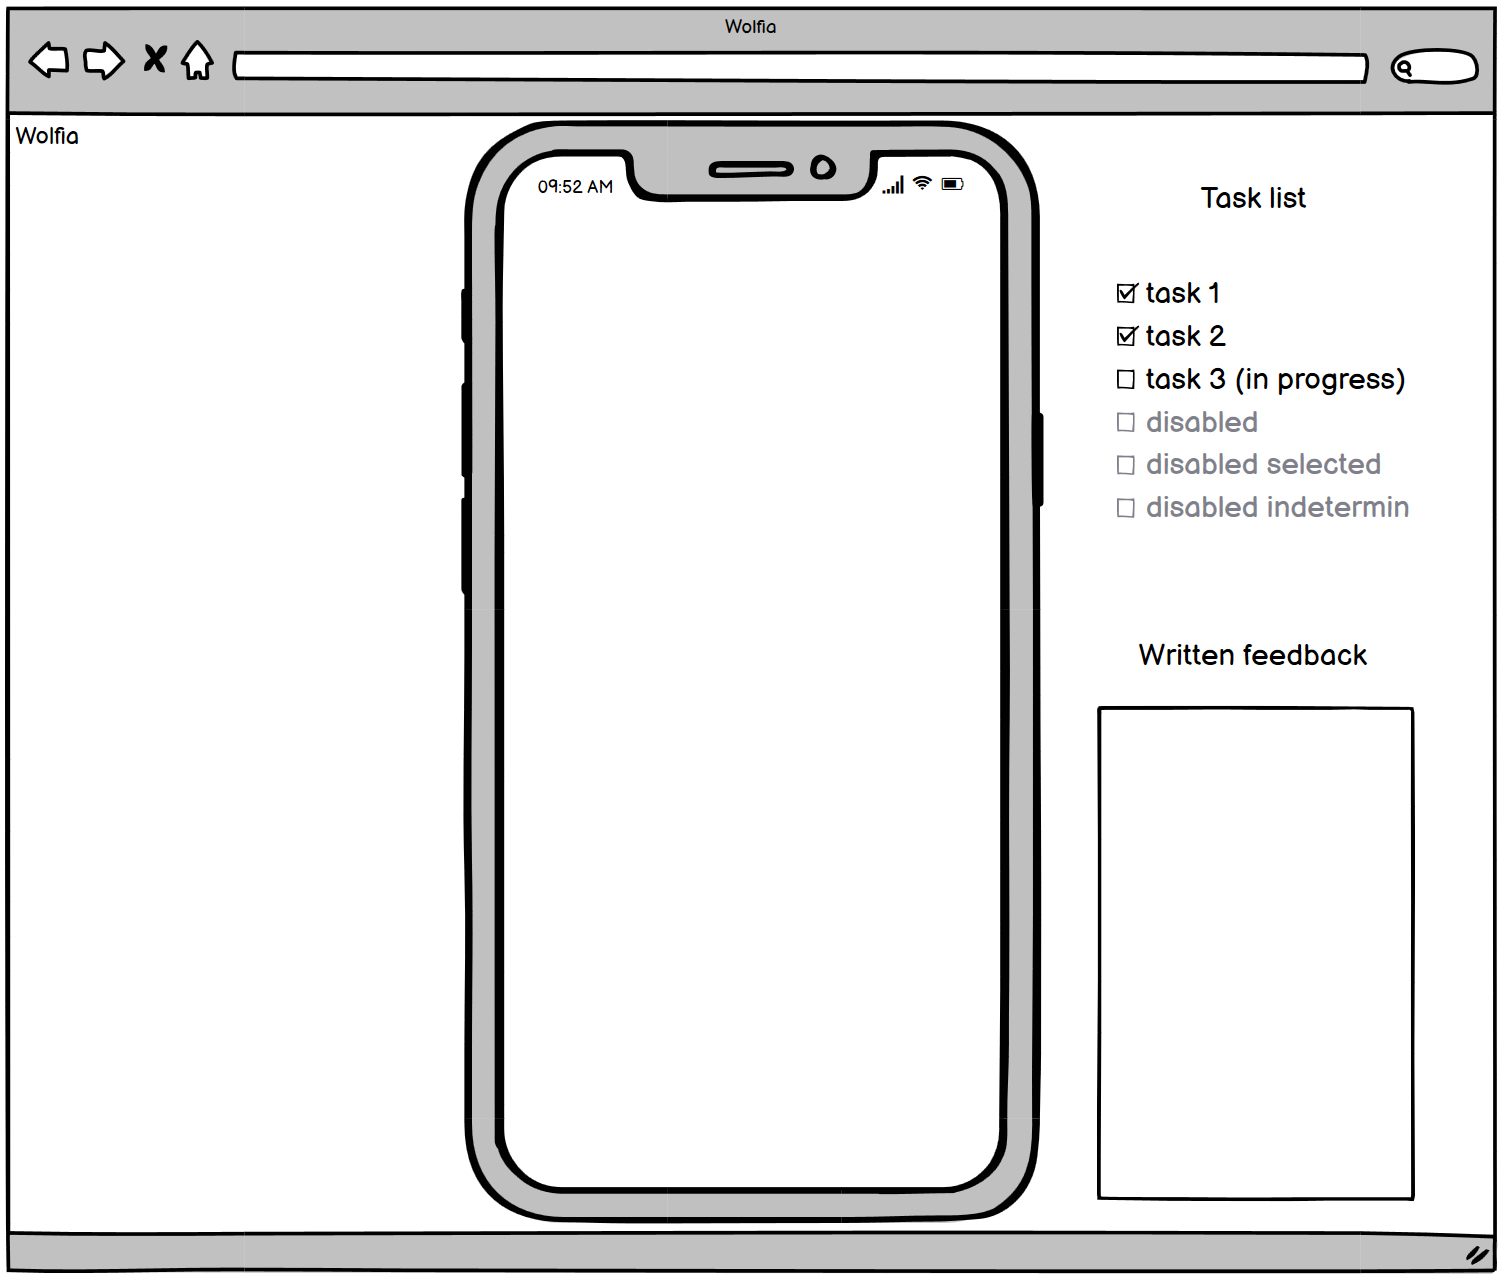 Wolfia
Wolfia
09:52 AM
Task list
task 1
task 2
task 3 (in progress)
disabled
disabled selected
disabled indetermin
Written feedback